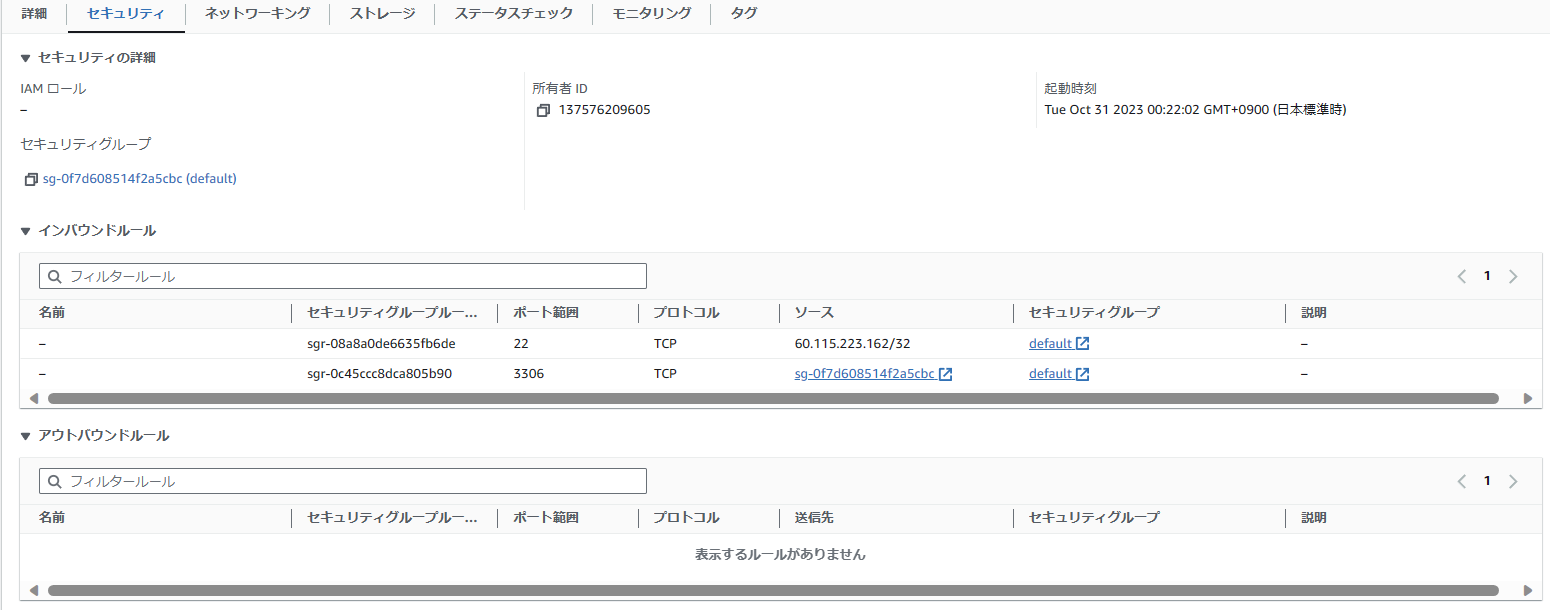 詳細 セキュリティ ネットワーキング ストレージ ステータスチェック モニタリング タグ
▼ セキュリティの詳細
IAM ロール 所有者 ID 起動時刻
– 137576209605 Tue Oct 31 2023 00:22:02 GMT+0900 (日本標準時)
セキュリティグループ
sg-0f7d608514f2a5cbc (default)
▼ インバウンドルール
フィルタールール 1
名前 セキュリティグループルー... ポート範囲 プロトコル ソース セキュリティグループ 説明
– sgr-08a8a0de6635fb6de 22 TCP 60.115.223.162/32 default –
– sgr-0c45ccc8dca805b90 3306 TCP sg-0f7d608514f2a5cbc default –
▼ アウトバウンドルール
フィルタールール 1
名前 セキュリティグループルー... ポート範囲 プロトコル 送信先 セキュリティグループ 説明
表示するルールがありません